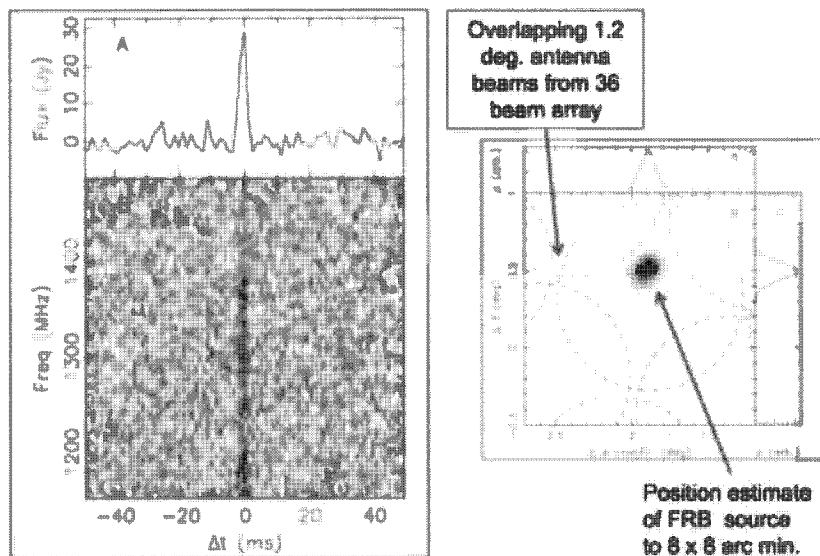 A
Flux (Jy)
30
20
10
0
Freq (MHz)
1400
1300
1200
−40
−20
0
20
40
Δt (ms)
Overlapping 1.2
deg. antenna
beams from 36
beam array
Position estimate
of FRB source
to 8 x 8 arc min.